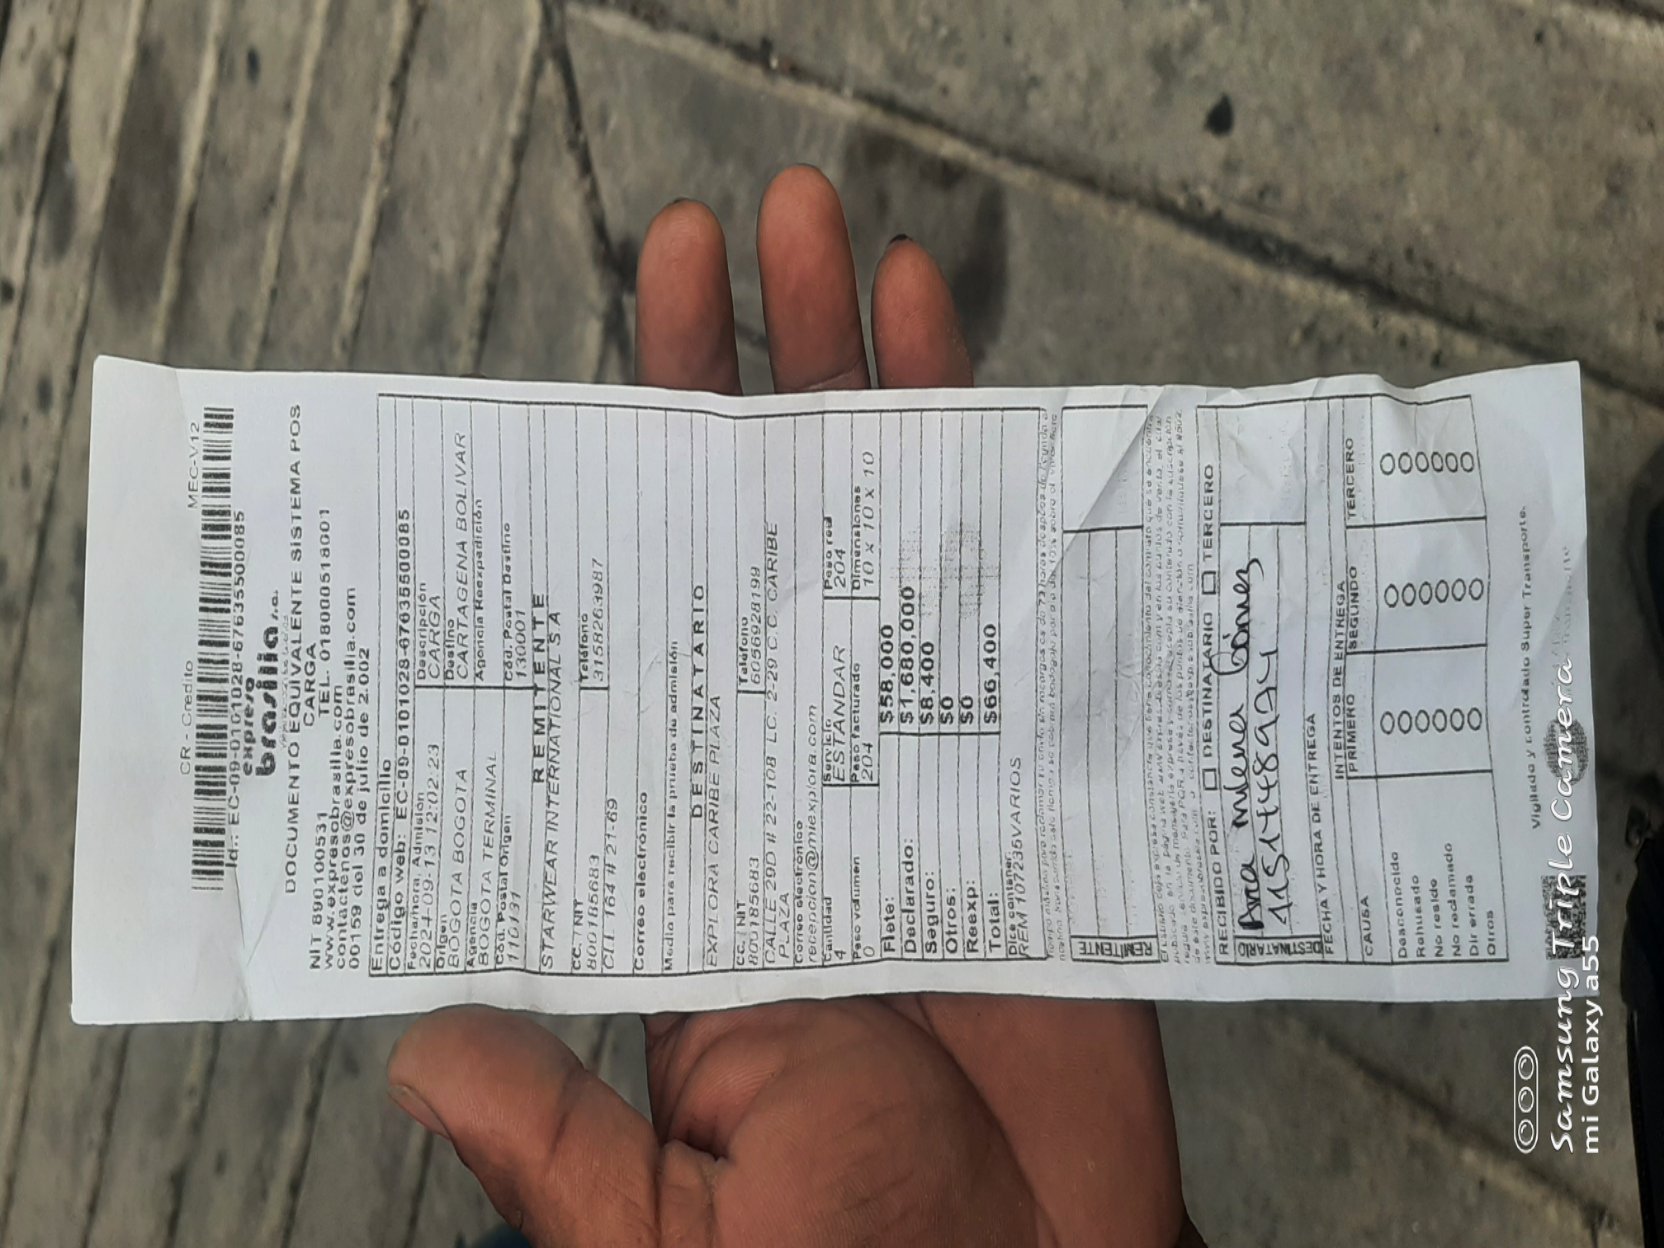 CR - Credito
MEC-V.12
Id.: EC-09-0101028-67635500085
expreso
brasilia s.a.
DOCUMENTO EQUIVALENTE SISTEMA POS
CARGA
NIT 890100531 TEL. 018000518001
www.expresobrasilia.com
contactenos@expresobrasilia.com
00159 del 30 de julio de 2.002
Entrega a domicilio
Código web: EC-09-0101028-67635500085
Fecha/hora, Admisión Descripción
2024-09-13 12:02:23 CARGA
Origen Destino
BOGOTA BOGOTA CARTAGENA BOLIVAR
Agencia Agencia Reexpedición
BOGOTA TERMINAL
Cód. Postal Origen Cód. Postal Destino
110131 130001
REMITENTE
STARWEAR INTERNATIONAL S A
CC. / NIT Teléfono
800185683 3158263987
CLL 164 # 21-69
Correo electrónico
Medio para recibir la prueba de admisión
DESTINATARIO
EXPLORA CARIBE PLAZA
CC. / NIT Teléfono
800185683 6056928199
CALLE 29D # 22-108 LC. 2-29 C.C. CARIBE
PLAZA
Correo electrónico
recencion@miexplora.com
Cantidad Servicio Peso real
4 ESTANDAR 204
Peso volumen Peso facturado Dimensiones
0 204 10 x 10 x 10
Flete: $58,000
Declarado: $1,680,000
Seguro: $8,400
Otros: $0
Reexp: $0
Total: $66,400
Dice contener
REM 107235VARIOS
REMITENTE
RECIBIDO POR: DESTINATARIO TERCERO
DESTINATARIO
Ana milena Gómez
FECHA Y HORA DE ENTREGA
INTENTOS DE ENTREGA
CAUSA PRIMERO SEGUNDO TERCERO
Desconocido
Rehusado
No reside
No reclamado
Dir errada
Otros
Vigilado y controlado Super Transporte.
Samsung Triple Camera
mi Galaxy a55